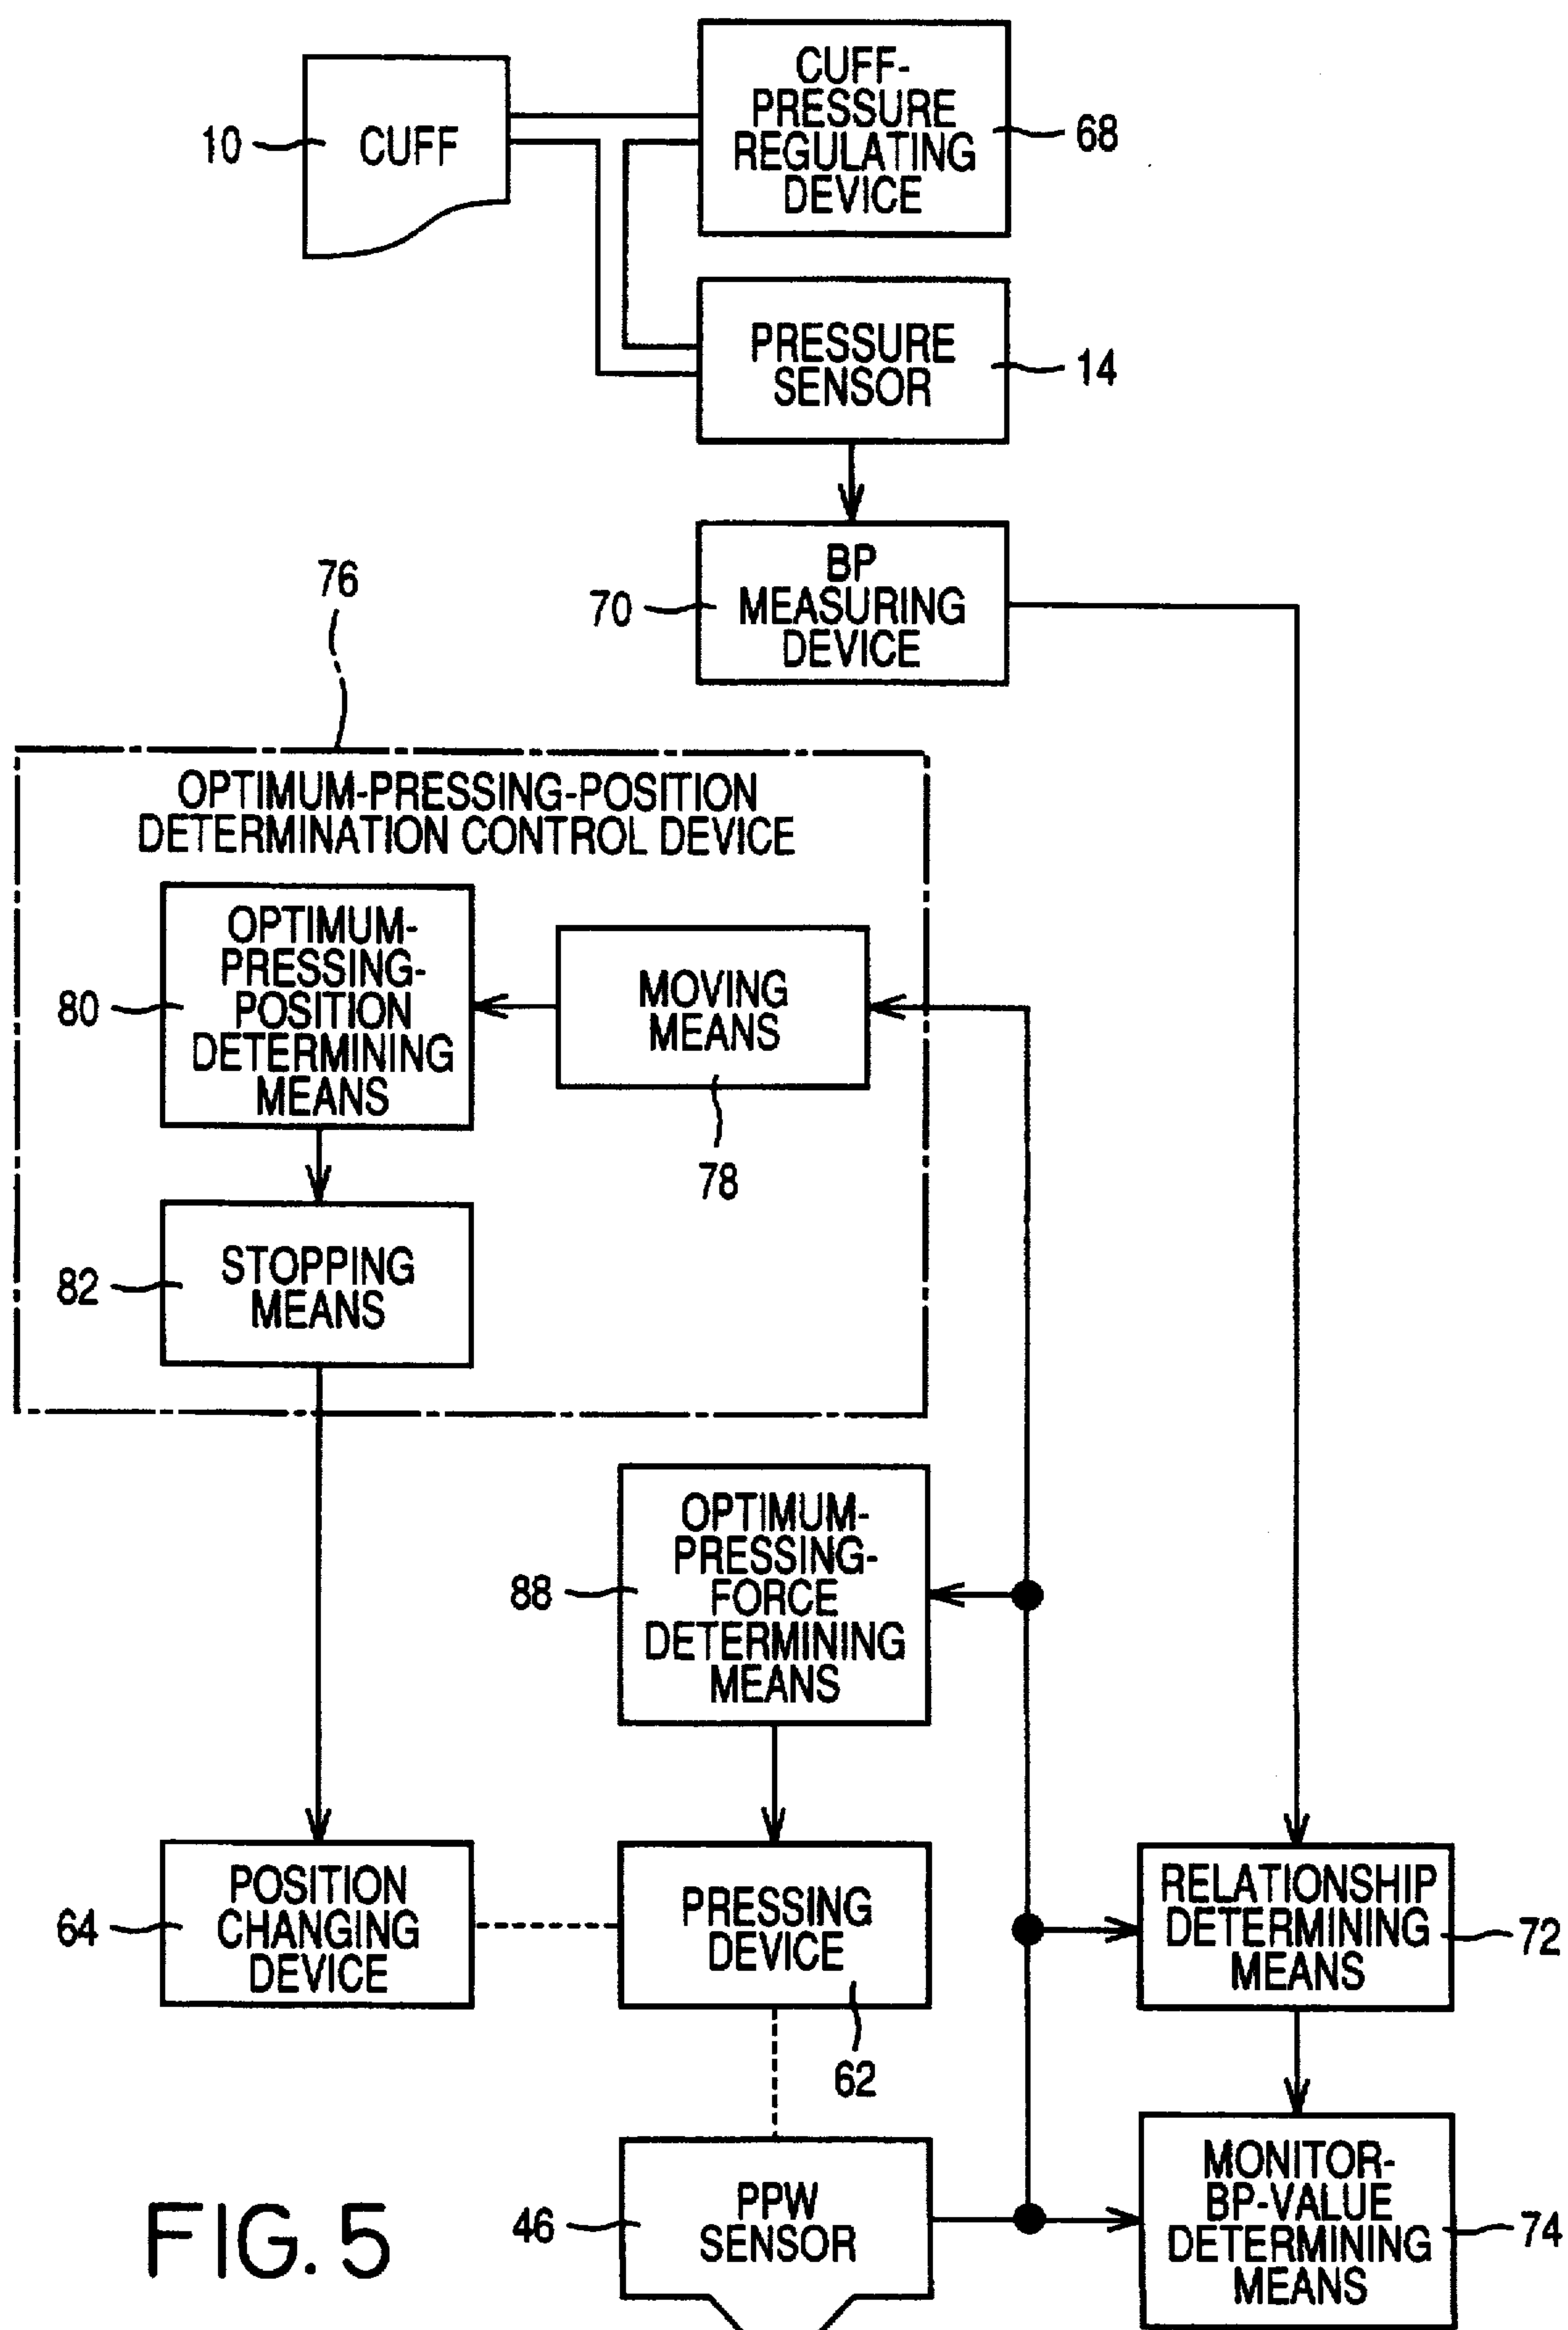 CUFF-
PRESSURE
REGULATING
DEVICE
68
10
CUFF
PRESSURE
SENSOR
14
BP
MEASURING
DEVICE
70
76
OPTIMUM-PRESSING-POSITION
DETERMINATION CONTROL DEVICE
OPTIMUM-
PRESSING-
POSITION
DETERMINING
MEANS
80
MOVING
MEANS
78
STOPPING
MEANS
82
OPTIMUM-
PRESSING-
FORCE
DETERMINING
MEANS
88
POSITION
CHANGING
DEVICE
64
PRESSING
DEVICE
62
RELATIONSHIP
DETERMINING
MEANS
72
PPW
SENSOR
46
MONITOR-
BP-VALUE
DETERMINING
MEANS
74
FIG. 5